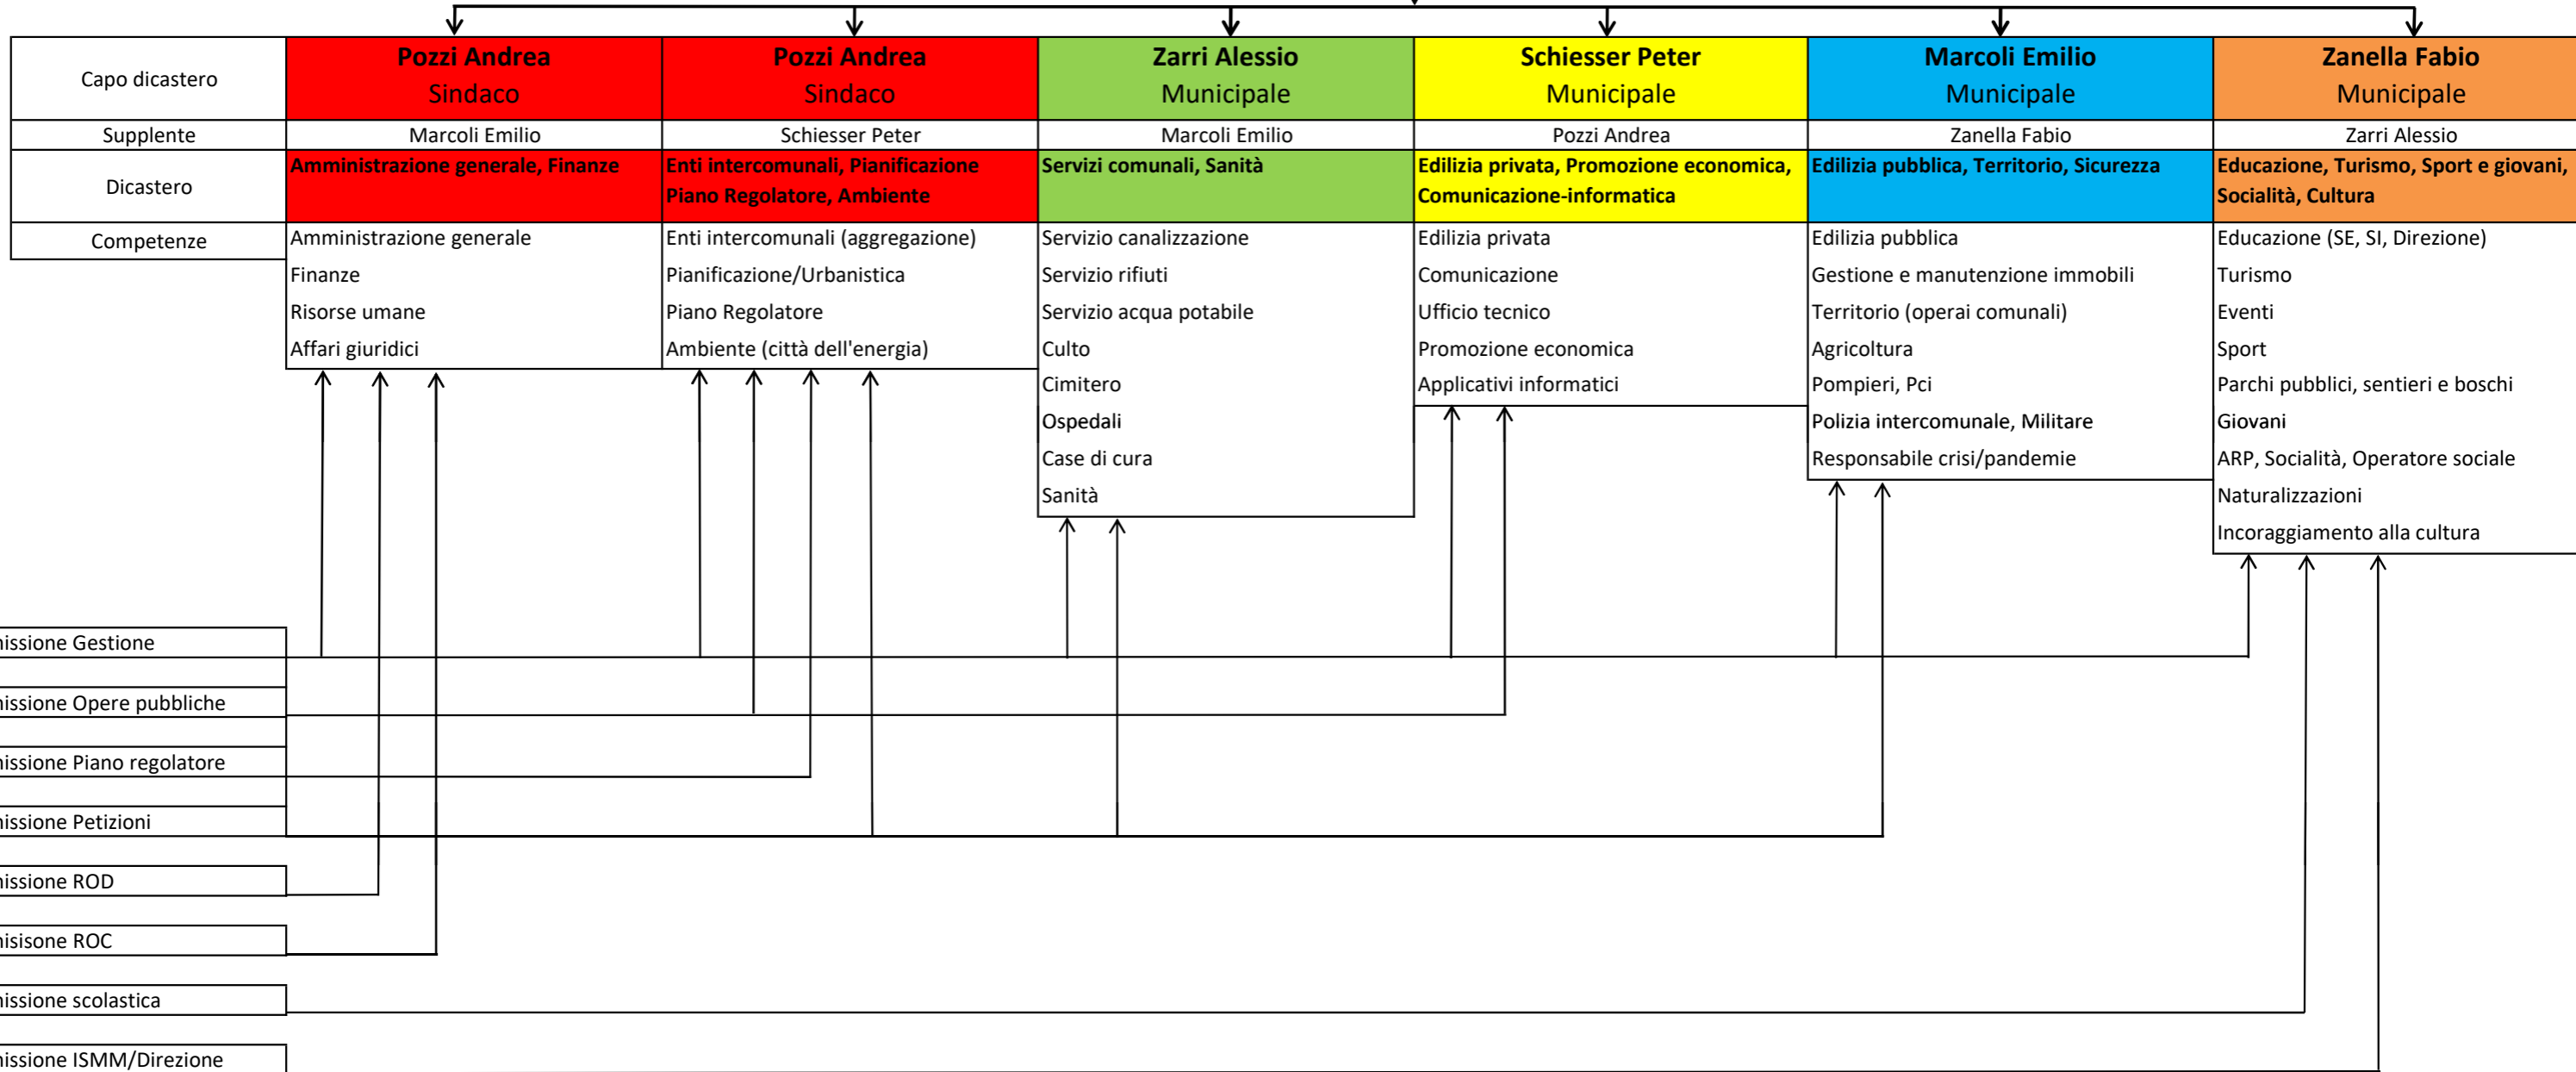 Capo dicastero
Pozzi Andrea
Sindaco
Pozzi Andrea
Sindaco
Zarri Alessio
Municipale
Schiesser Peter
Municipale
Marcoli Emilio
Municipale
Zanella Fabio
Municipale
Supplente
Marcoli Emilio
Schiesser Peter
Marcoli Emilio
Pozzi Andrea
Zanella Fabio
Zarri Alessio
Dicastero
Amministrazione generale, Finanze
Enti intercomunali, Pianificazione
Piano Regolatore, Ambiente
Servizi comunali, Sanità
Edilizia privata, Promozione economica,
Comunicazione-informatica
Edilizia pubblica, Territorio, Sicurezza
Educazione, Turismo, Sport e giovani,
Socialità, Cultura
Competenze
Amministrazione generale
Finanze
Risorse umane
Affari giuridici
Enti intercomunali (aggregazione)
Pianificazione/Urbanistica
Piano Regolatore
Ambiente (città dell'energia)
Servizio canalizzazione
Servizio rifiuti
Servizio acqua potabile
Culto
Cimitero
Ospedali
Case di cura
Sanità
Edilizia privata
Comunicazione
Ufficio tecnico
Promozione economica
Applicativi informatici
Edilizia pubblica
Gestione e manutenzione immobili
Territorio (operai comunali)
Agricoltura
Pompieri, Pci
Polizia intercomunale, Militare
Responsabile crisi/pandemie
Educazione (SE, SI, Direzione)
Turismo
Eventi
Sport
Parchi pubblici, sentieri e boschi
Giovani
ARP, Socialità, Operatore sociale
Naturalizzazioni
Incoraggiamento alla cultura
issione Gestione
issione Opere pubbliche
issione Piano regolatore
issione Petizioni
issione ROD
isisone ROC
issione scolastica
issione ISMM/Direzione